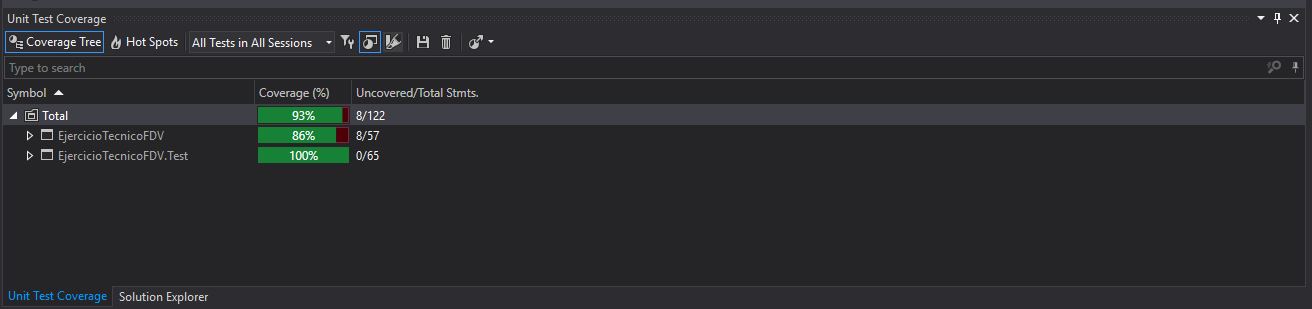 Unit Test Coverage
Coverage Tree Hot Spots All Tests in All Sessions
Type to search
Symbol Coverage (%) Uncovered/Total Stmts.
Total 93% 8/122
EjercicioTecnicoFDV 86% 8/57
EjercicioTecnicoFDV.Test 100% 0/65
Unit Test Coverage Solution Explorer